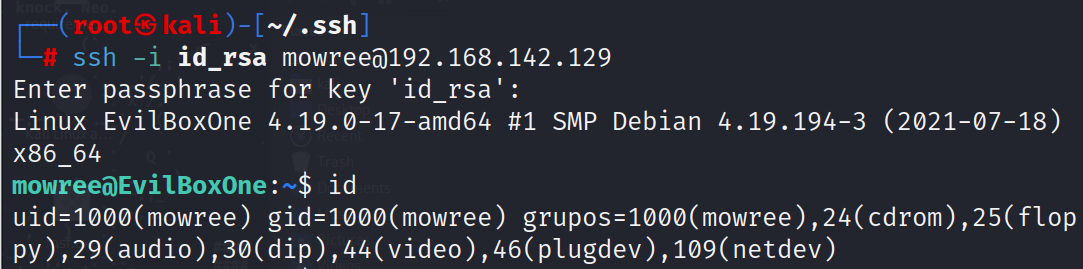 ┌──(root㉿kali)-[~/.ssh]
└─# ssh -i id_rsa mowree@192.168.142.129
Enter passphrase for key 'id_rsa':
Linux EvilBoxOne 4.19.0-17-amd64 #1 SMP Debian 4.19.194-3 (2021-07-18)
x86_64
mowree@EvilBoxOne:~$ id
uid=1000(mowree) gid=1000(mowree) grupos=1000(mowree),24(cdrom),25(flop
py),29(audio),30(dip),44(video),46(plugdev),109(netdev)